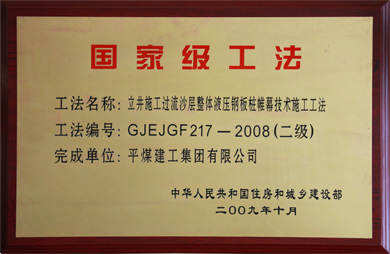 国家级工法
工法名称：立井施工过流沙层整体液压钢板桩帷幕技术施工工法
工法编号：GJEJGF217—2008(二级)
完成单位：平煤建工集团有限公司
中华人民共和国住房和城乡建设部
二00九年十月